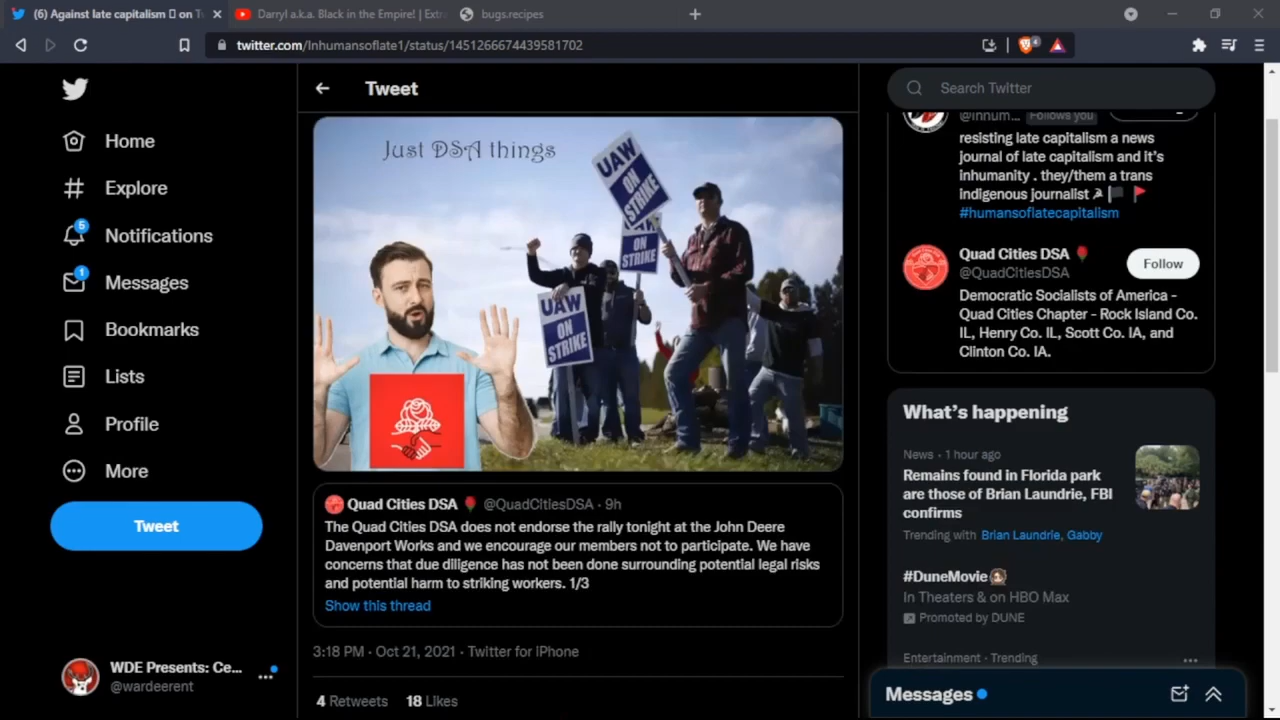 (6) Against late capitalism 🏴 on Tw
Darryl a.k.a. Black in the Empire! | Extra
bugs.recipes
twitter.com/Inhumansoflate1/status/1451266674439581702
4
Home
Explore
5
Notifications
1
Messages
Bookmarks
Lists
Profile
More
Tweet
WDE Presents: Ce...
@wardeerent
Tweet
Just DSA things
UAW
ON
STRIKE
ON
STRIKE
UAW
ON
STRIKE
Quad Cities DSA 🌹 @QuadCitiesDSA · 9h
The Quad Cities DSA does not endorse the rally tonight at the John Deere
Davenport Works and we encourage our members not to participate. We have
concerns that due diligence has not been done surrounding potential legal risks
and potential harm to striking workers. 1/3
Show this thread
3:18 PM · Oct 21, 2021 · Twitter for iPhone
4 Retweets 18 Likes
Search Twitter
@Inhum... Follows you
resisting late capitalism a news
journal of late capitalism and it's
inhumanity . they/them a trans
indigenous journalist ☭ 🏴 🚩
#humansoflatecapitalism
Quad Cities DSA 🌹
@QuadCitiesDSA
Follow
Democratic Socialists of America -
Quad Cities Chapter - Rock Island Co.
IL, Henry Co. IL, Scott Co. IA, and
Clinton Co. IA.
What's happening
News · 1 hour ago
Remains found in Florida park
are those of Brian Laundrie, FBI
confirms
Trending with Brian Laundrie, Gabby
#DuneMovie
In Theaters & on HBO Max
Promoted by DUNE
Entertainment · Trending
Messages